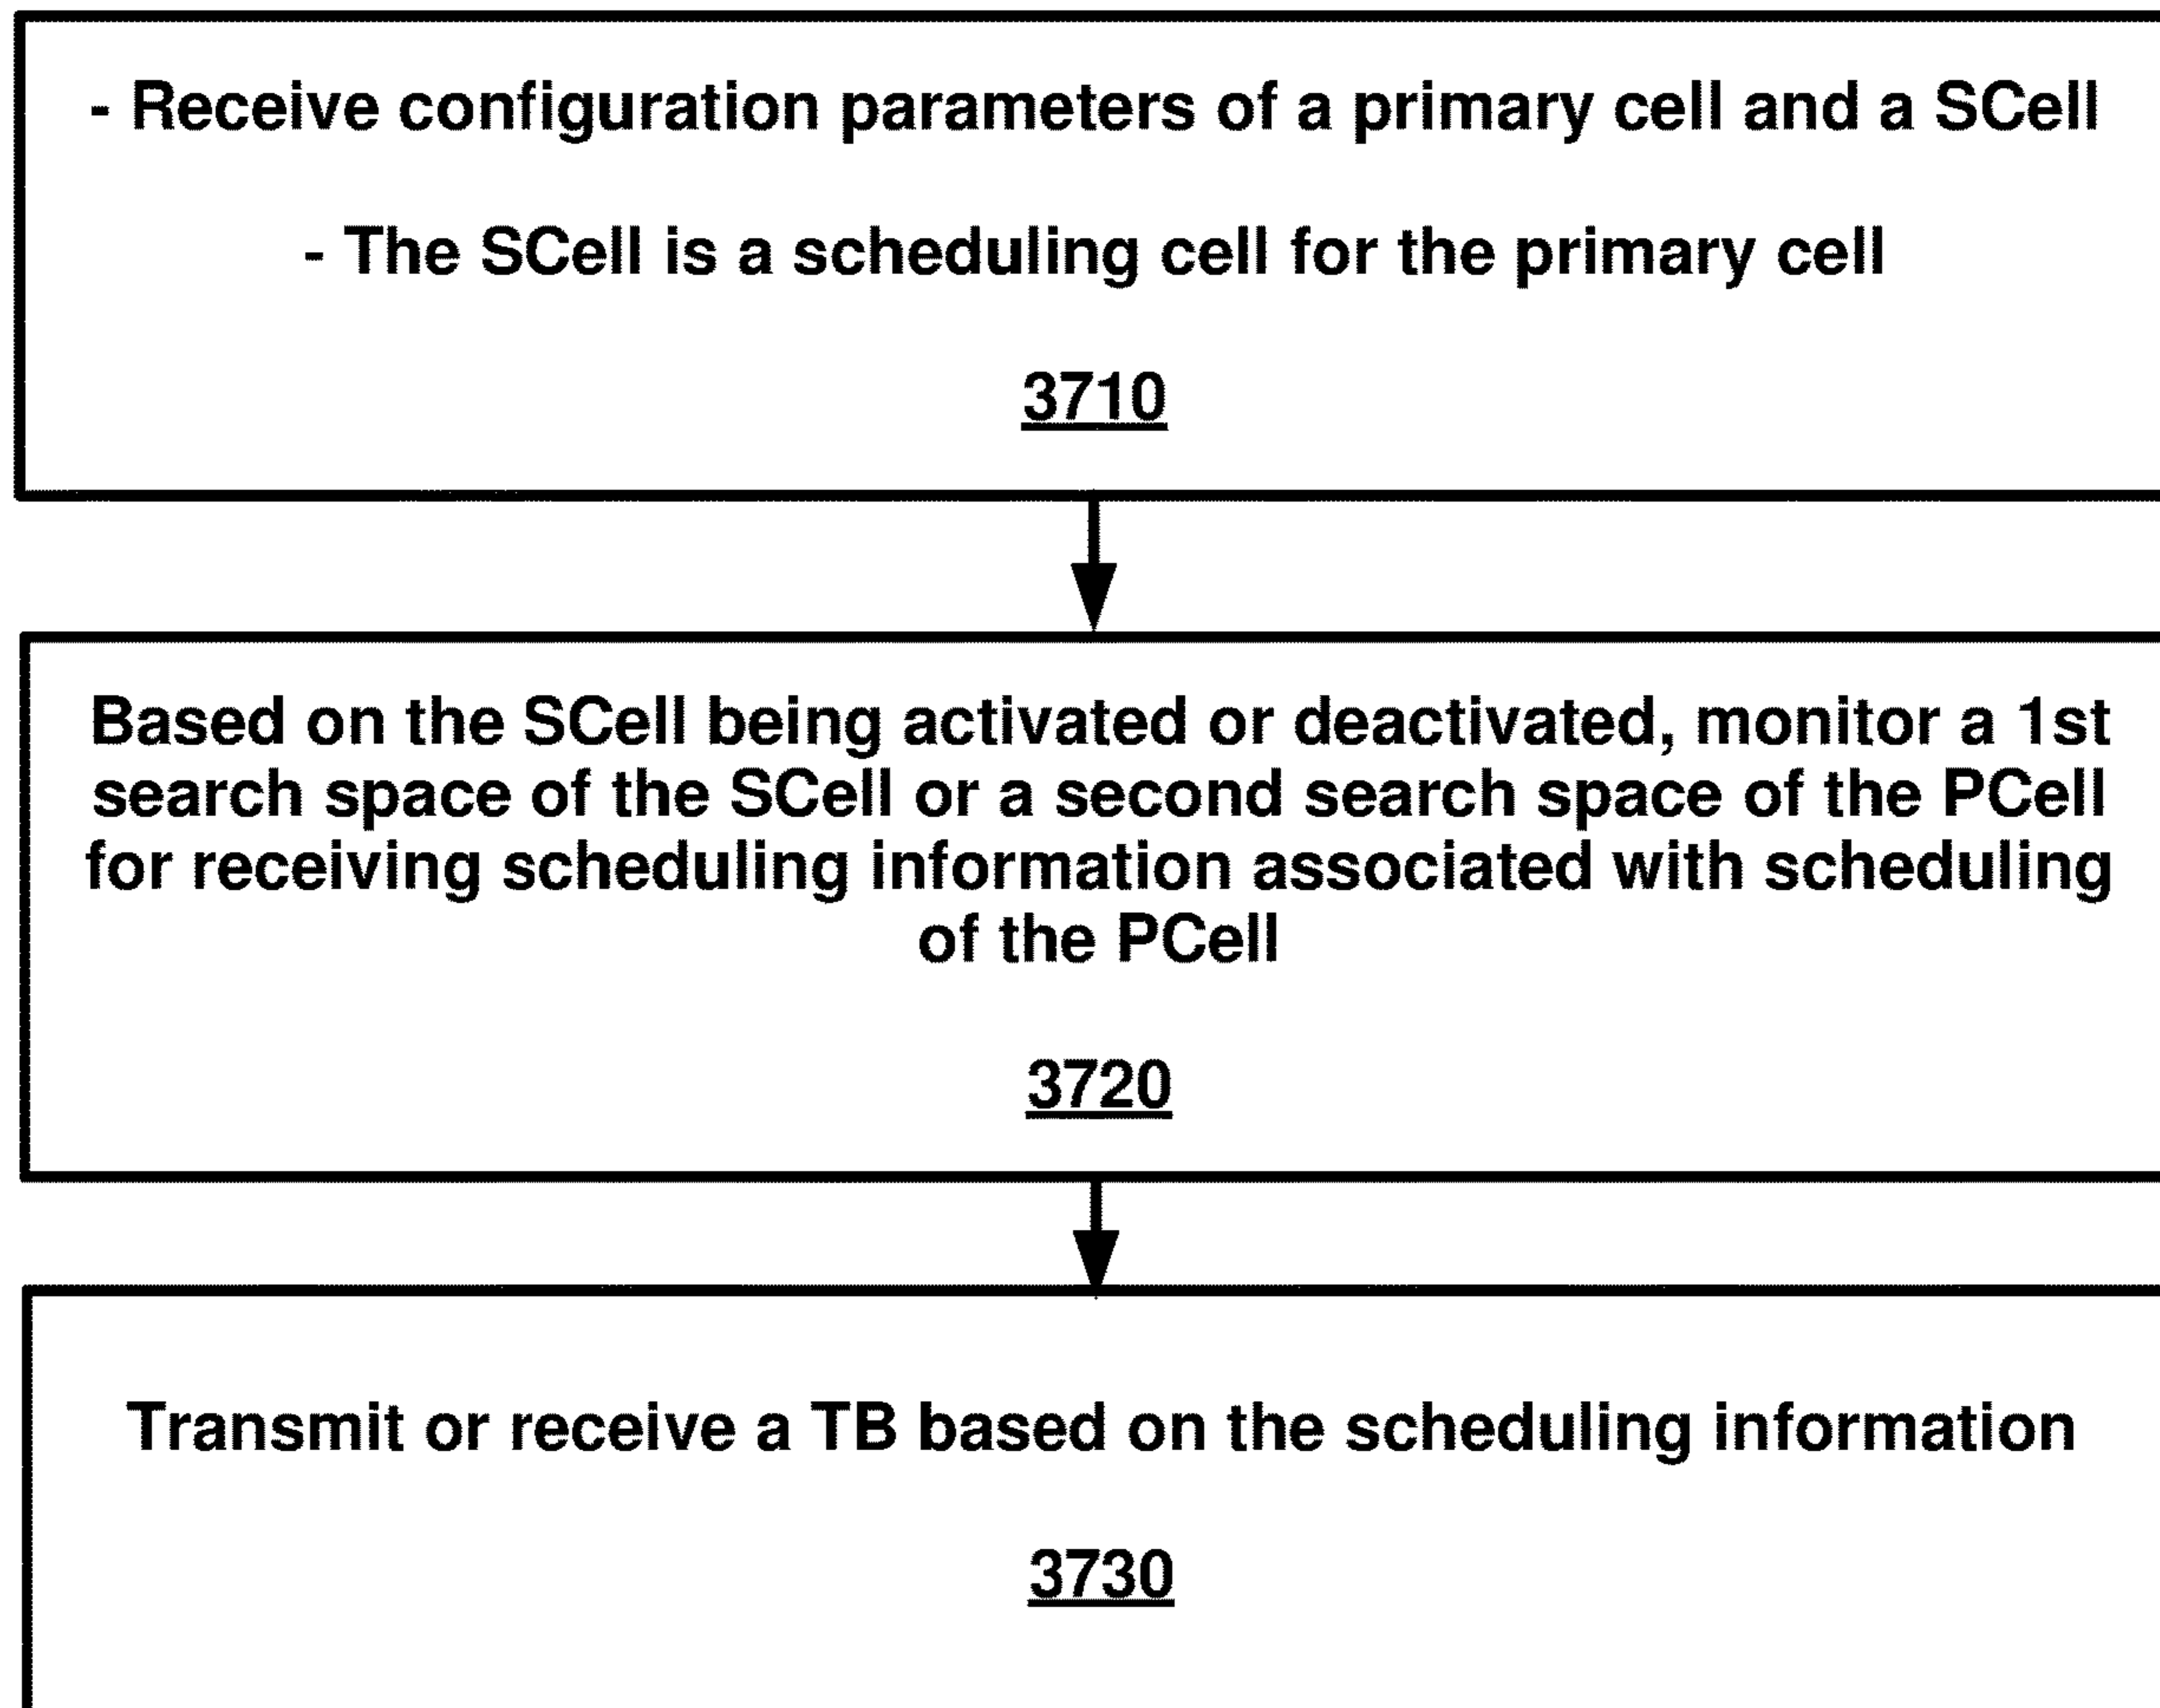 - Receive configuration parameters of a primary cell and a SCell
- The SCell is a scheduling cell for the primary cell
3710
Based on the SCell being activated or deactivated, monitor a 1st
search space of the SCell or a second search space of the PCell
for receiving scheduling information associated with scheduling
of the PCell
3720
Transmit or receive a TB based on the scheduling information
3730